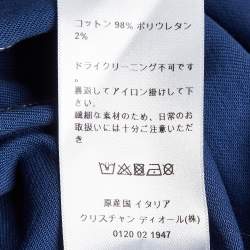 コットン 98% ポリウレタン
2%
ドライクリーニング不可です
。
裏返してアイロン掛けして下
さい。
繊細な素材のため、日常のお
取扱いには十分ご注意くださ
い
原産国 イタリア
クリスチャン ディオール(株)
0120 02 1947